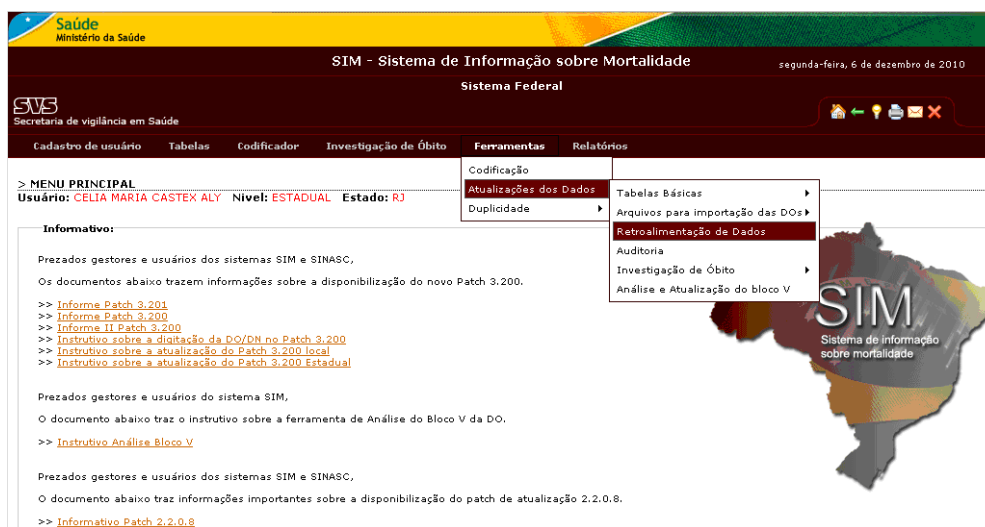 Saúde
Ministério da Saúde
SIM - Sistema de Informação sobre Mortalidade
segunda-feira, 6 de dezembro de 2010
Sistema Federal
SVS
Secretaria de vigilância em Saúde
Cadastro de usuário Tabelas Codificador Investigação de Óbito Ferramentas Relatórios
Codificação
Atualizações dos Dados
Duplicidade
Tabelas Básicas
Arquivos para importação das DOs
Retroalimentação de Dados
Auditoria
Investigação de Óbito
Análise e Atualização do bloco V
> MENU PRINCIPAL
Usuário: CELIA MARIA CASTEX ALY Nivel: ESTADUAL Estado: RJ
Informativo:
Prezados gestores e usuários dos sistemas SIM e SINASC,
Os documentos abaixo trazem informações sobre a disponibilização do novo Patch 3.200.
>> Informe Patch 3.201
>> Informe Patch 3.200
>> Informe II Patch 3.200
>> Instrutivo sobre a digitação da DO/DN no Patch 3.200
>> Instrutivo sobre a atualização do Patch 3.200 local
>> Instrutivo sobre a atualização do Patch 3.200 Estadual
Prezados gestores e usuários do sistema SIM,
O documento abaixo traz o instrutivo sobre a ferramenta de Análise do Bloco V da DO.
>> Instrutivo Análise Bloco V
Prezados gestores e usuários dos sistemas SIM e SINASC,
O documento abaixo traz informações importantes sobre a disponibilização do patch de atualização 2.2.0.8.
>> Informativo Patch 2.2.0.8
SIM
Sistema de informação
sobre mortalidade